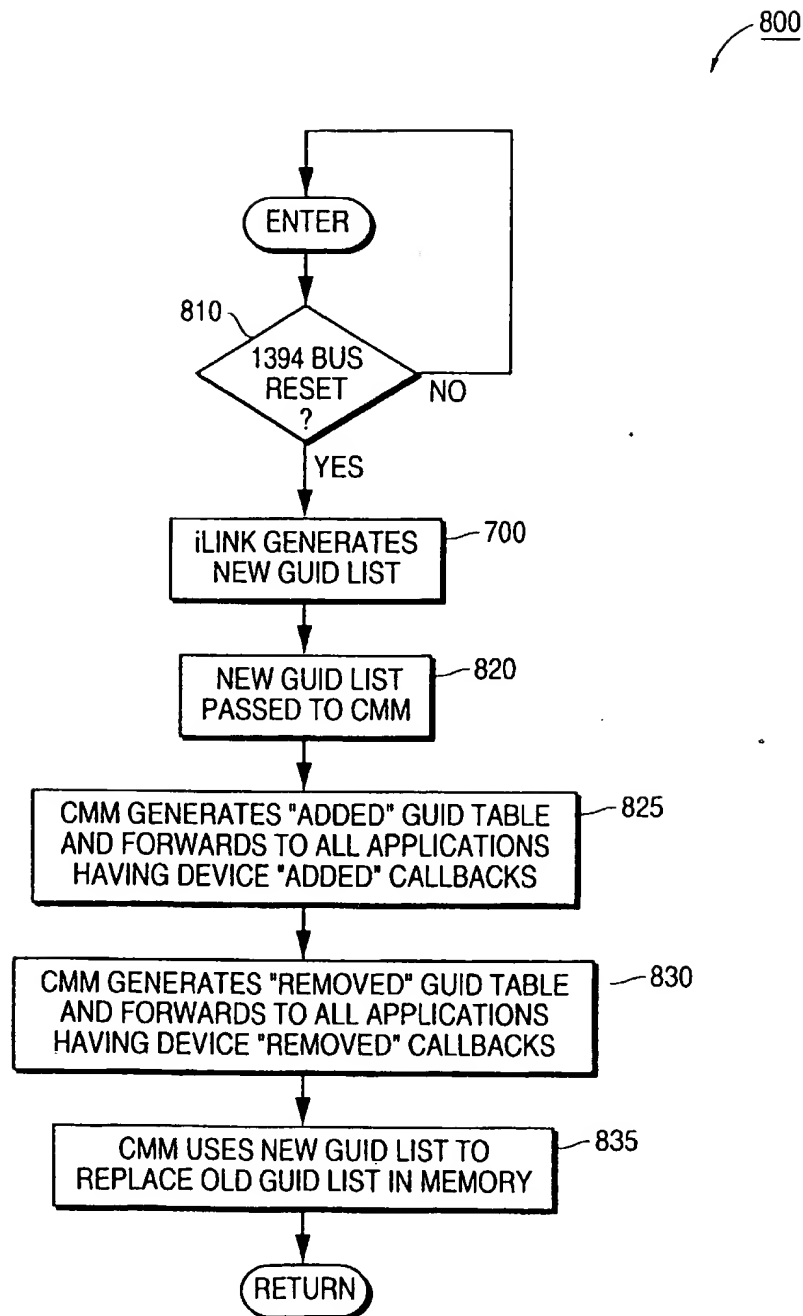 800
ENTER
810
1394 BUS
RESET
?
NO
YES
iLINK GENERATES
NEW GUID LIST
700
NEW GUID LIST
PASSED TO CMM
820
CMM GENERATES "ADDED" GUID TABLE
AND FORWARDS TO ALL APPLICATIONS
HAVING DEVICE "ADDED" CALLBACKS
825
CMM GENERATES "REMOVED" GUID TABLE
AND FORWARDS TO ALL APPLICATIONS
HAVING DEVICE "REMOVED" CALLBACKS
830
CMM USES NEW GUID LIST TO
REPLACE OLD GUID LIST IN MEMORY
835
RETURN